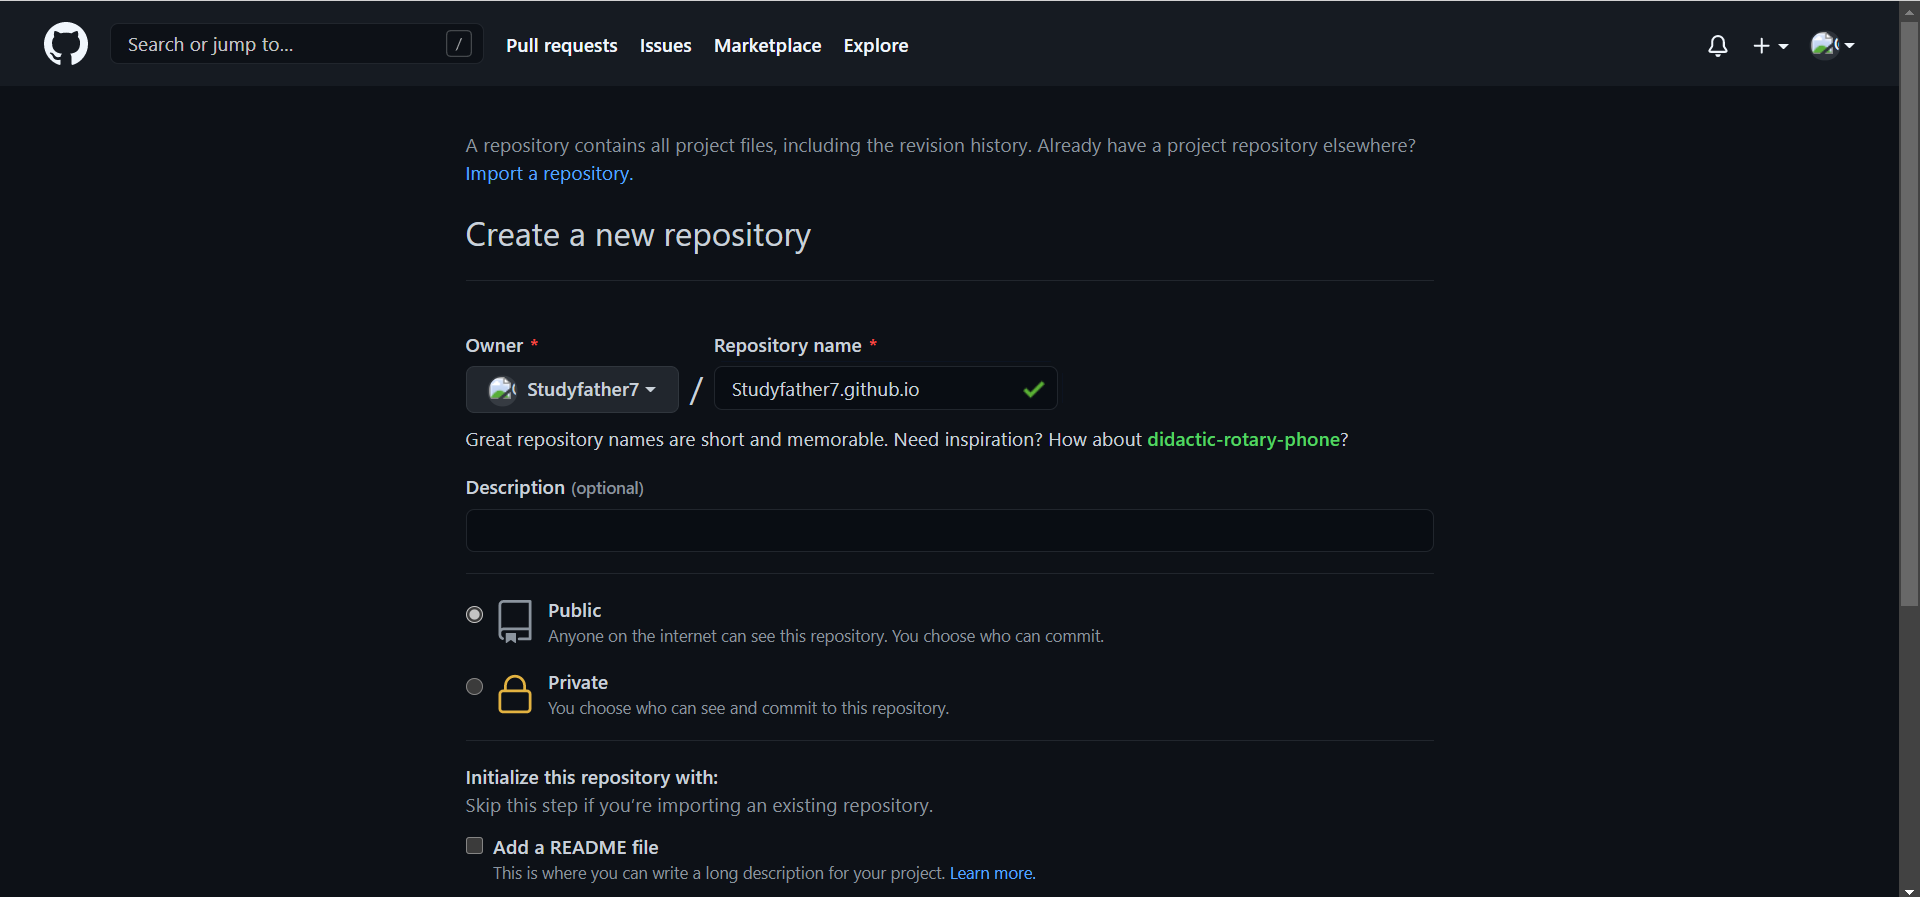 Search or jump to... /
Pull requests Issues Marketplace Explore
A repository contains all project files, including the revision history. Already have a project repository elsewhere?
Import a repository.
Create a new repository
Owner * Repository name *
Studyfather7 / Studyfather7.github.io
Great repository names are short and memorable. Need inspiration? How about didactic-rotary-phone?
Description (optional)
Public
Anyone on the internet can see this repository. You choose who can commit.
Private
You choose who can see and commit to this repository.
Initialize this repository with:
Skip this step if you’re importing an existing repository.
Add a README file
This is where you can write a long description for your project. Learn more.